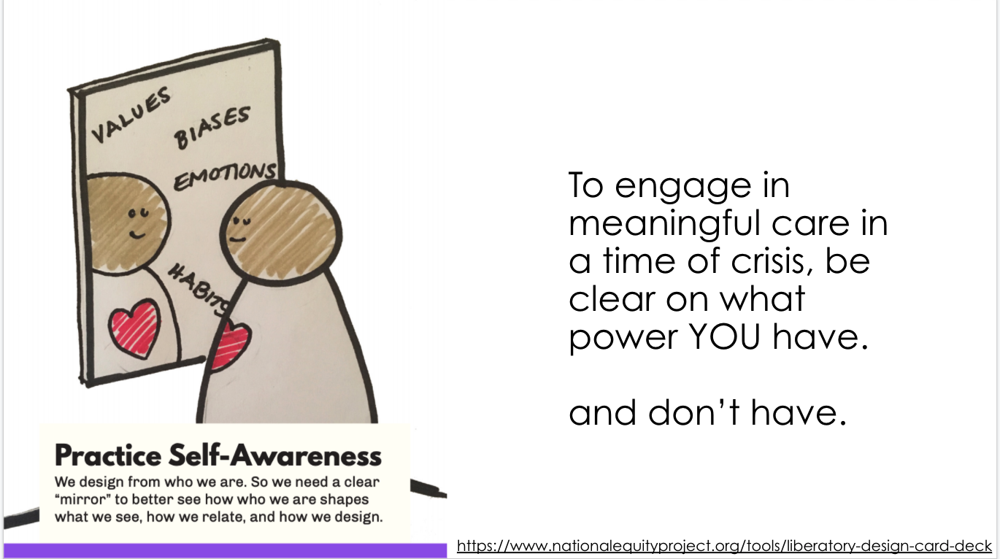 VALUES
BIASES
EMOTIONS
HABITS
Practice Self-Awareness
We design from who we are. So we need a clear
“mirror” to better see how who we are shapes
what we see, how we relate, and how we design.
To engage in
meaningful care in
a time of crisis, be
clear on what
power YOU have.
and don’t have.
https://www.nationalequityproject.org/tools/liberatory-design-card-deck